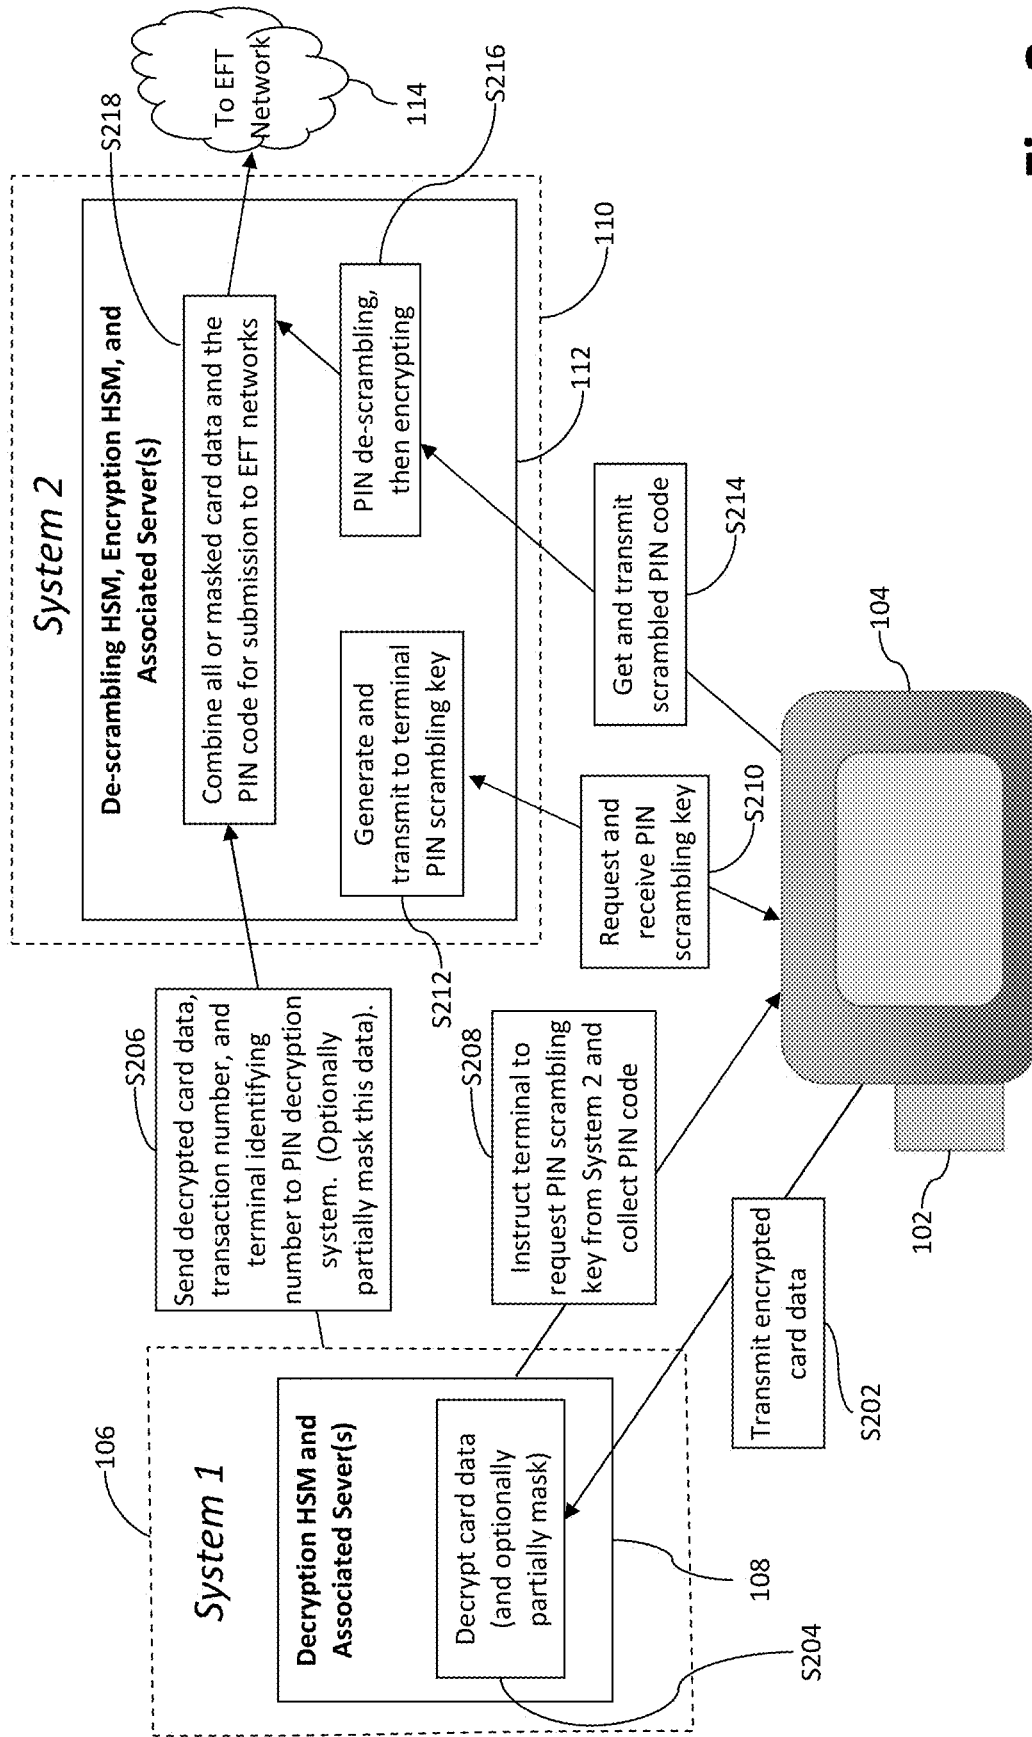 106
System 1
Decryption HSM and
Associated Sever(s)
Decrypt card data
(and optionally
partially mask)
S204
108
S206
Send decrypted card data,
transaction number, and
terminal identifying
number to PIN decryption
system. (Optionally
partially mask this data).
S208
Instruct terminal to
request PIN scrambling
key from System 2 and
collect PIN code
Transmit encrypted
card data
S202
102
104
System 2
De-scrambling HSM, Encryption HSM, and
Associated Server(s)
Combine all or masked card data and the
PIN code for submission to EFT networks
S218
Generate and
transmit to terminal
PIN scrambling key
S212
PIN de-scrambling,
then encrypting
S216
112
110
Request and
receive PIN
scrambling key
S210
Get and transmit
scrambled PIN code
S214
To EFT
Network
114